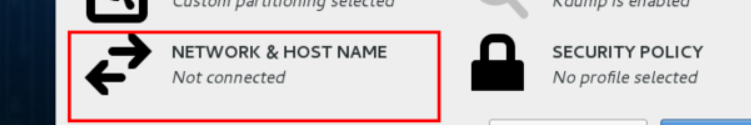 Custom partitioning selected
Kdump is enabled
NETWORK & HOST NAME
Not connected
SECURITY POLICY
No profile selected